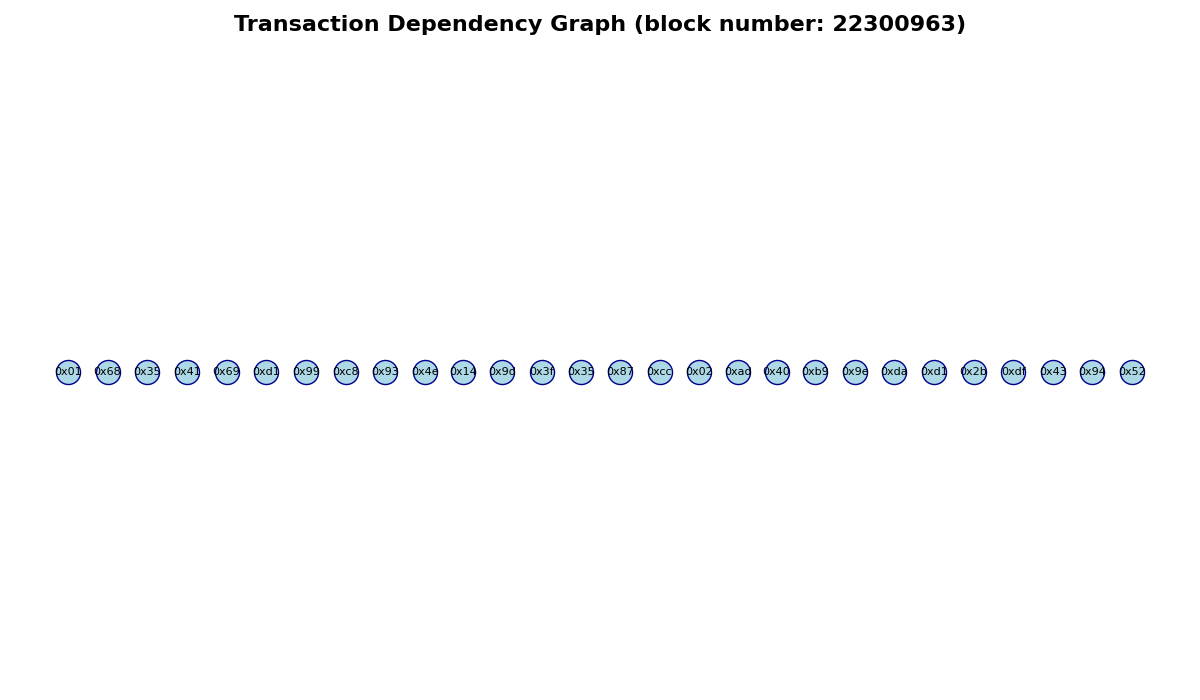 Transaction Dependency Graph (block number: 22300963)
0x01 0x68 0x35 0x41 0x69 0xd1 0x99 0xc8 0x93 0x4e 0x14 0x9d 0x3f 0x35 0x87 0xcc 0x02 0xad 0x40 0xb9 0x9e 0xda 0xd1 0x2b 0xdf 0x43 0x94 0x52